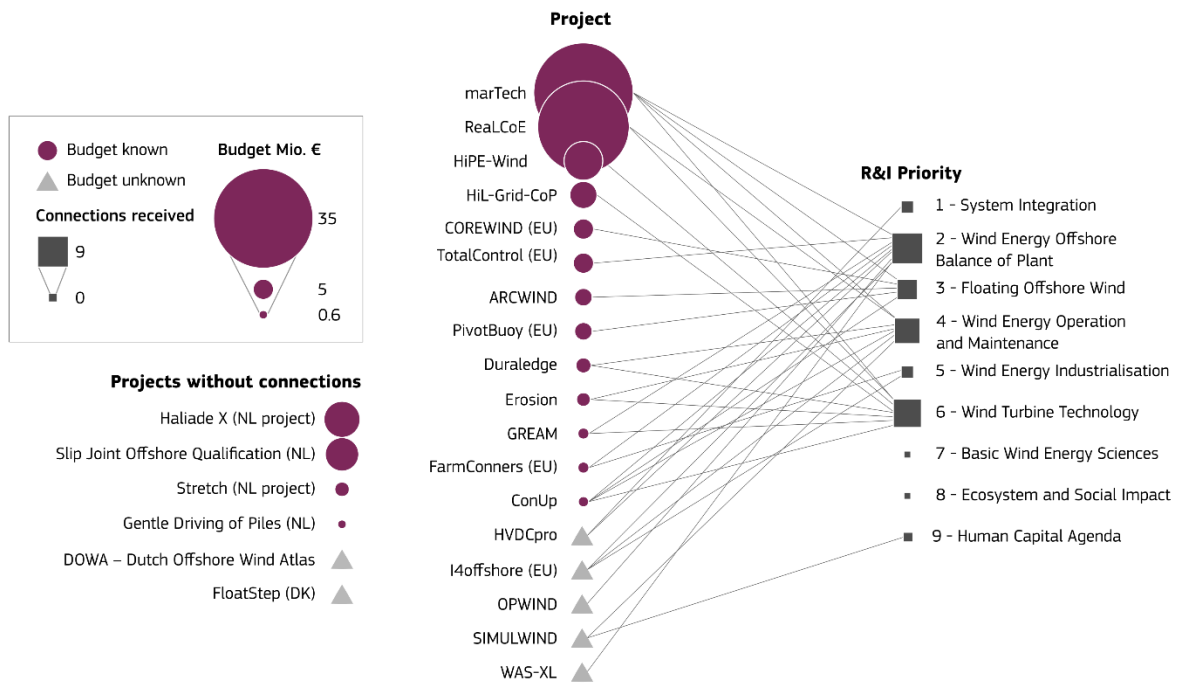 Project
marTech
ReaLCoE
HiPE-Wind
HiL-Grid-CoP
COREWIND (EU)
TotalControl (EU)
ARCWIND
PivotBuoy (EU)
Duraledge
Erosion
GREAM
FarmConners (EU)
ConUp
HVDCpro
I4offshore (EU)
OPWIND
SIMULWIND
WAS-XL
Budget known
Budget unknown
Connections received
9
0
Budget Mio. €
35
5
0.6
Projects without connections
Haliade X (NL project)
Slip Joint Offshore Qualification (NL)
Stretch (NL project)
Gentle Driving of Piles (NL)
DOWA – Dutch Offshore Wind Atlas
FloatStep (DK)
R&I Priority
1 - System Integration
2 - Wind Energy Offshore
Balance of Plant
3 - Floating Offshore Wind
4 - Wind Energy Operation
and Maintenance
5 - Wind Energy Industrialisation
6 - Wind Turbine Technology
7 - Basic Wind Energy Sciences
8 - Ecosystem and Social Impact
9 - Human Capital Agenda